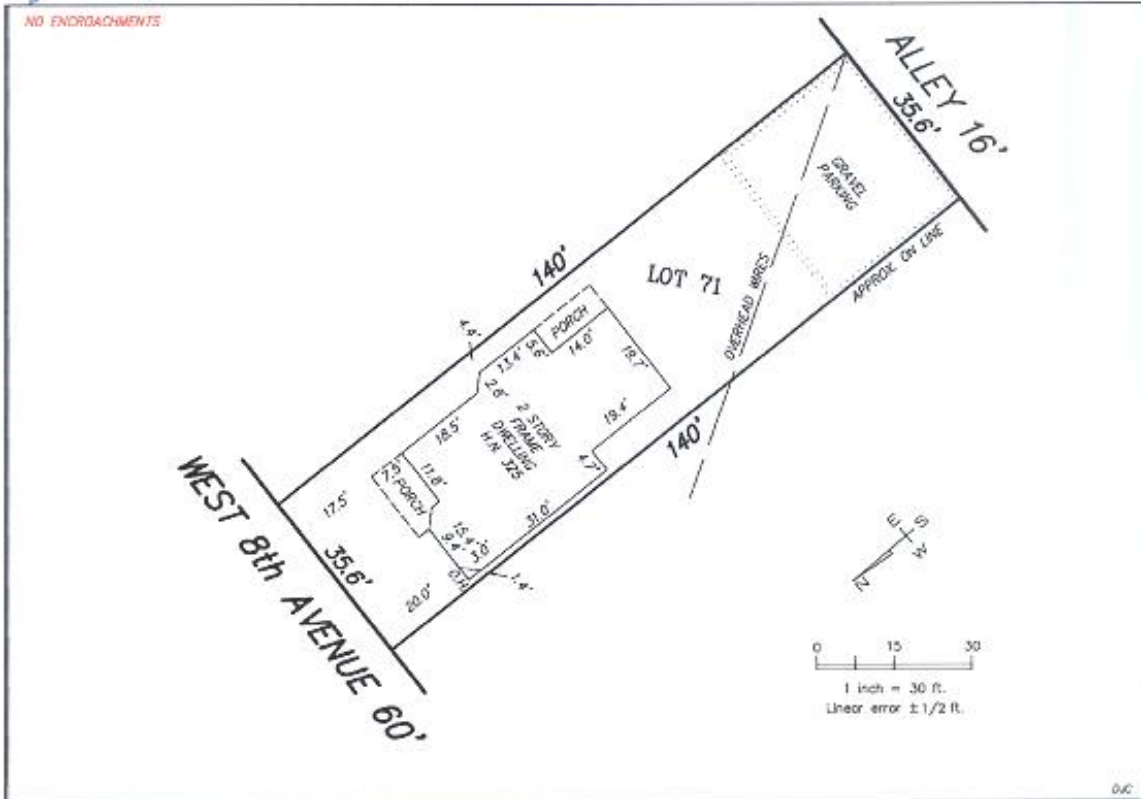 NO ENCROACHMENTS
ALLEY 16'
35.6'
GRAVEL
PARKING
140'
LOT 71
APPROX. ON LINE
OVERHEAD WIRES
4.4'
PORCH
5.6'
14.0'
13.4'
19.7'
2.8'
2 STORY
FRAME
DWELLING
H.N. 325
19.4'
18.5'
140'
4.7'
7.5'
PORCH
11.8'
17.5'
31.0'
15.4'
9.4'
3.0'
1.4'
20.0'
35.6'
WEST 8th AVENUE 60'
E
S
W
N
0 15 30
1 inch = 30 ft.
Linear error ±1/2 ft.
DJC